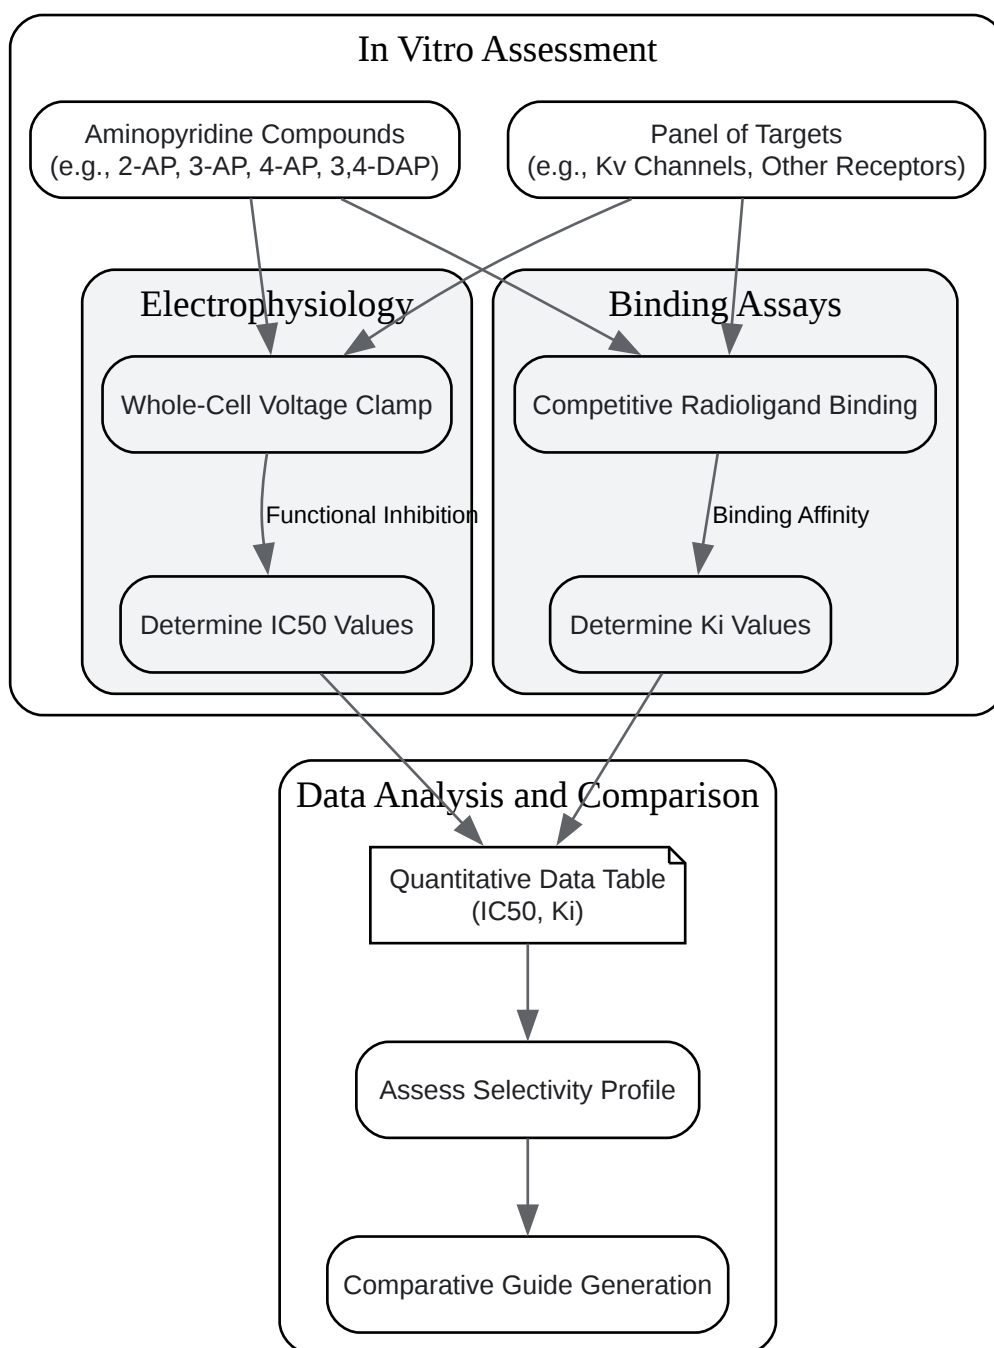 In Vitro Assessment
Aminopyridine Compounds
(e.g., 2-AP, 3-AP, 4-AP, 3,4-DAP)
Panel of Targets
(e.g., Kv Channels, Other Receptors)
Electrophysiology
Binding Assays
Whole-Cell Voltage Clamp
Competitive Radioligand Binding
Functional Inhibition
Binding Affinity
Determine IC50 Values
Determine Ki Values
Data Analysis and Comparison
Quantitative Data Table
(IC50, Ki)
Assess Selectivity Profile
Comparative Guide Generation